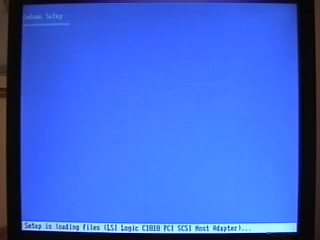 indows Setup
Setup is loading files (LSI Logic C1010 PCI SCSI Host Adapter)...